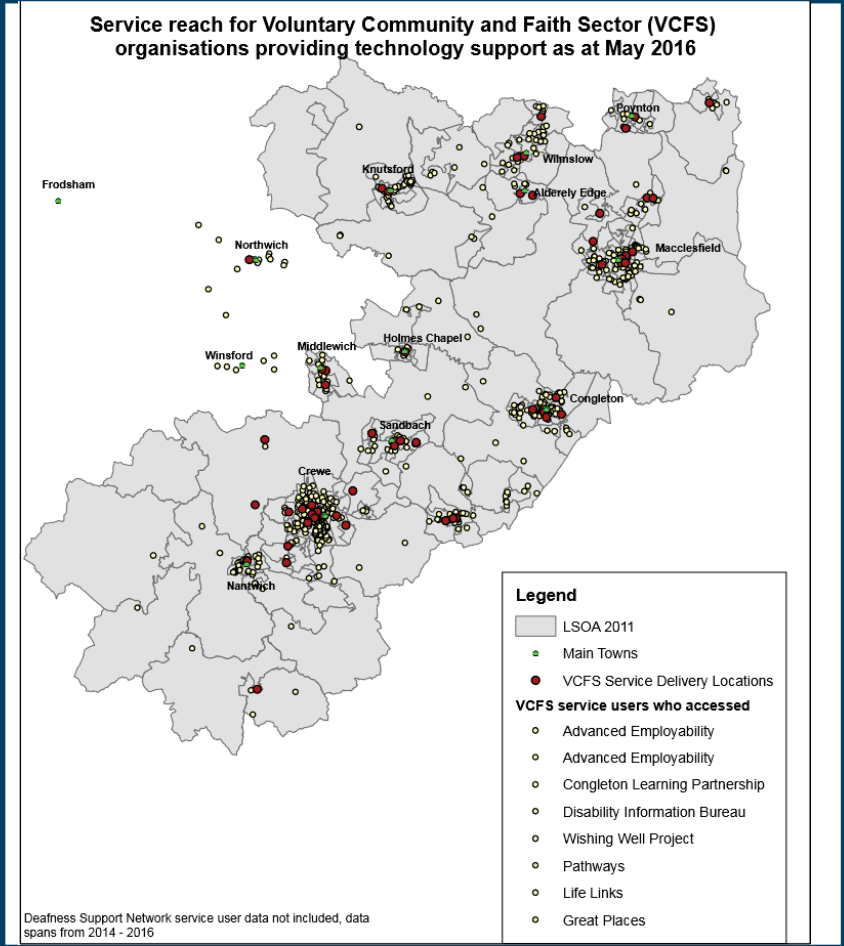 Service reach for Voluntary Community and Faith Sector (VCFS)
organisations providing technology support as at May 2016
Poynton
Wilmslow
Knutsford
Frodsham
Alderely Edge
Northwich
Macclesfield
Holmes Chapel
Middlewich
Winsford
Congleton
Sandbach
Crewe
Nantwich
Legend
LSOA 2011
Main Towns
VCFS Service Delivery Locations
VCFS service users who accessed
Advanced Employability
Advanced Employability
Congleton Learning Partnership
Disability Information Bureau
Wishing Well Project
Pathways
Life Links
Great Places
Deafness Support Network service user data not included, data
spans from 2014 - 2016